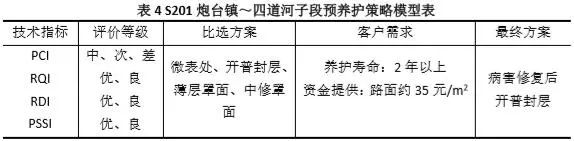 表 4 S201 炮台镇～四道河子段预养护策略模型表
技术指标 评价等级 比选方案 客户需求 最终方案
PCI 中、次、差
RQI 优、良
RDI 优、良
PSSI 优、良
微表处、开普封层、
薄层罩面、中修罩
面
养护寿命：2 年以上
资金提供：路面约 35 元/m²
病害修复后
开普封层